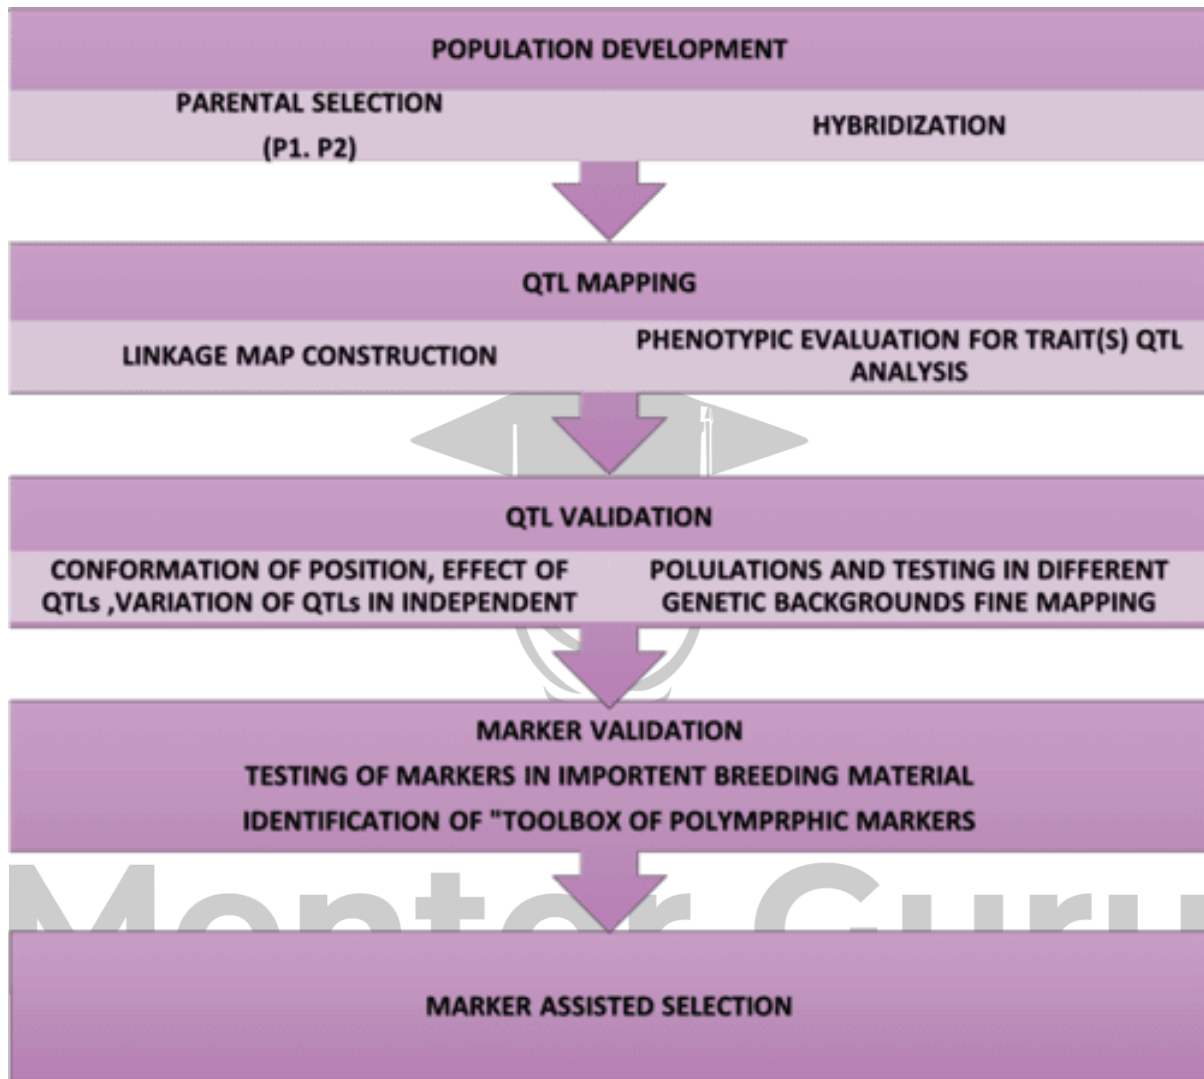 POPULATION DEVELOPMENT
PARENTAL SELECTION
(P1. P2)
HYBRIDIZATION
QTL MAPPING
LINKAGE MAP CONSTRUCTION
PHENOTYPIC EVALUATION FOR TRAIT(S) QTL
ANALYSIS
QTL VALIDATION
CONFORMATION OF POSITION, EFFECT OF
QTLs ,VARIATION OF QTLs IN INDEPENDENT
POLULATIONS AND TESTING IN DIFFERENT
GENETIC BACKGROUNDS FINE MAPPING
MARKER VALIDATION
TESTING OF MARKERS IN IMPORTENT BREEDING MATERIAL
IDENTIFICATION OF "TOOLBOX OF POLYMPRPHIC MARKERS
Mentor Guru
MARKER ASSISTED SELECTION